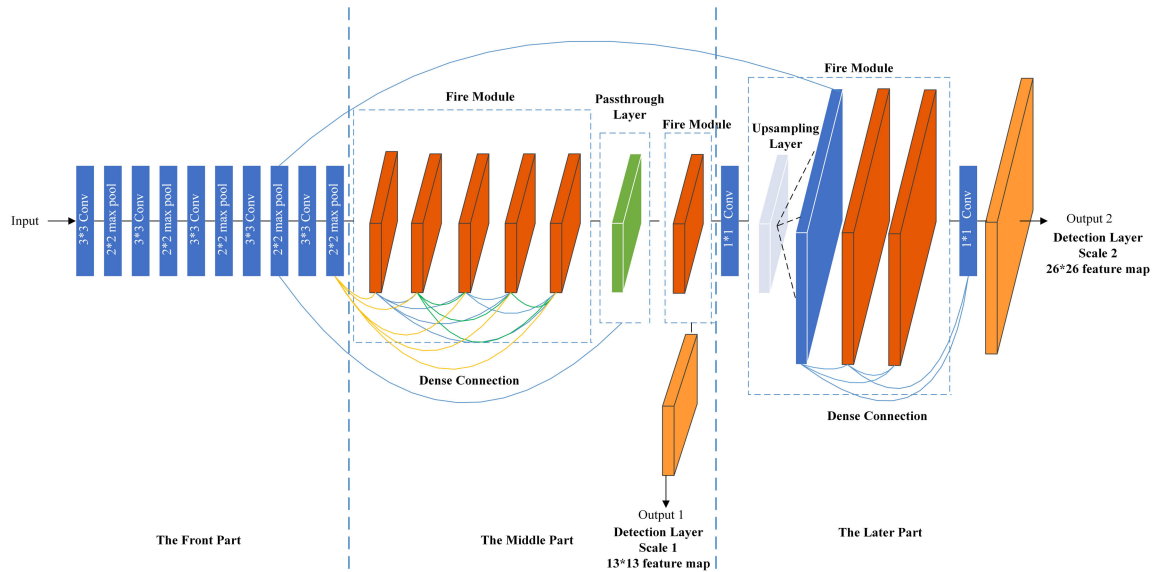 Input
3*3 Conv
2*2 max pool
3*3 Conv
2*2 max pool
3*3 Conv
2*2 max pool
3*3 Conv
2*2 max pool
3*3 Conv
2*2 max pool
The Front Part
Fire Module
Dense Connection
Passthrough
Layer
Fire Module
Output 1
Detection Layer
Scale 1
13*13 feature map
The Middle Part
1*1 Conv
Fire Module
Upsampling
Layer
Dense Connection
1*1 Conv
Output 2
Detection Layer
Scale 2
26*26 feature map
The Later Part